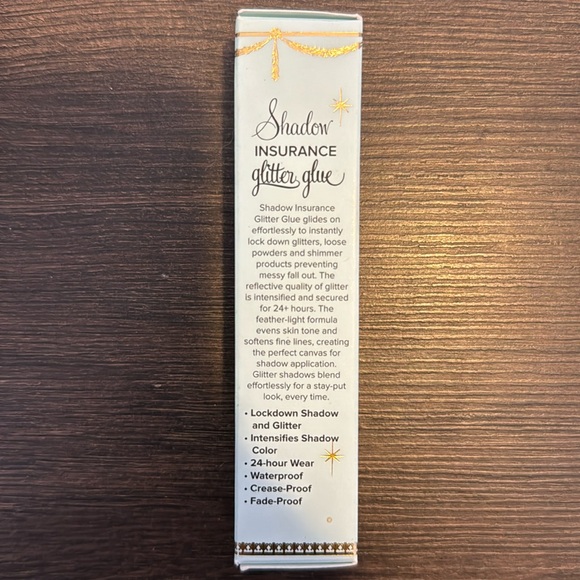 Shadow
INSURANCE
glitter glue
Shadow Insurance
Glitter Glue glides on
effortlessly to instantly
lock down glitters, loose
powders and shimmer
products preventing
messy fall out. The
reflective quality of glitter
is intensified and secured
for 24+ hours. The
feather-light formula
evens skin tone and
softens fine lines, creating
the perfect canvas for
shadow application.
Glitter shadows blend
effortlessly for a stay-put
look, every time.
• Lockdown Shadow
and Glitter
• Intensifies Shadow
Color
• 24-hour Wear
• Waterproof
• Crease-Proof
• Fade-Proof